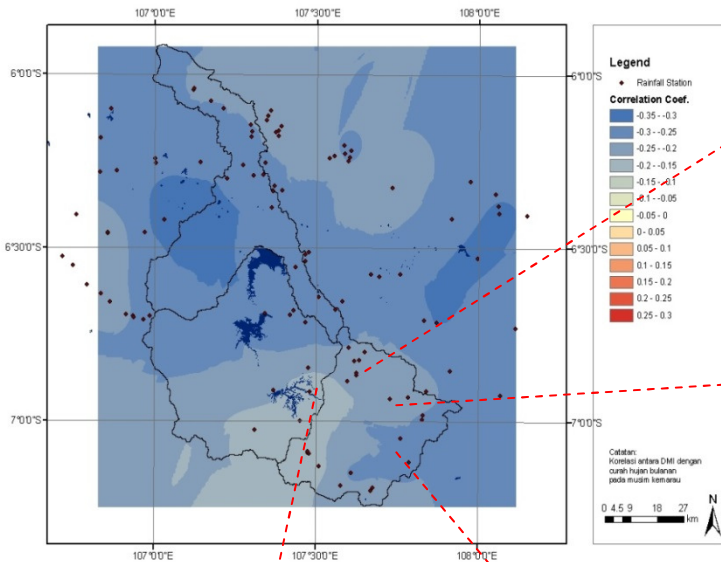 107°0'0"E 107°30'0"E 108°0'0"E
6°0'0"S 6°0'0"S
6°30'0"S 6°30'0"S
7°0'0"S 7°0'0"S
107°0'0"E 107°30'0"E 108°0'0"E
Legend
Rainfall Station
Correlation Coef.
-0.35 - -0.3
-0.3 - -0.25
-0.25 - -0.2
-0.2 - -0.15
-0.15 - -0.1
-0.1 - -0.05
-0.05 - 0
0 - 0.05
0.05 - 0.1
0.1 - 0.15
0.15 - 0.2
0.2 - 0.25
0.25 - 0.3
Catatan:
Korelasi antara DMI dengan
curah hujan bulanan
pada musim kemarau
N
0 4.5 9 18 27
km